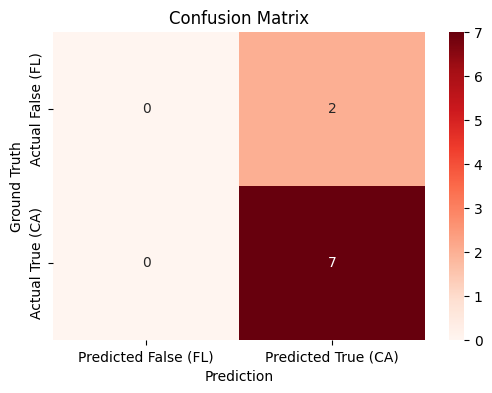 Confusion Matrix
Ground Truth
Actual False (FL)
Actual True (CA)
0
2
0
7
Predicted False (FL)
Predicted True (CA)
Prediction
7
6
5
4
3
2
1
0